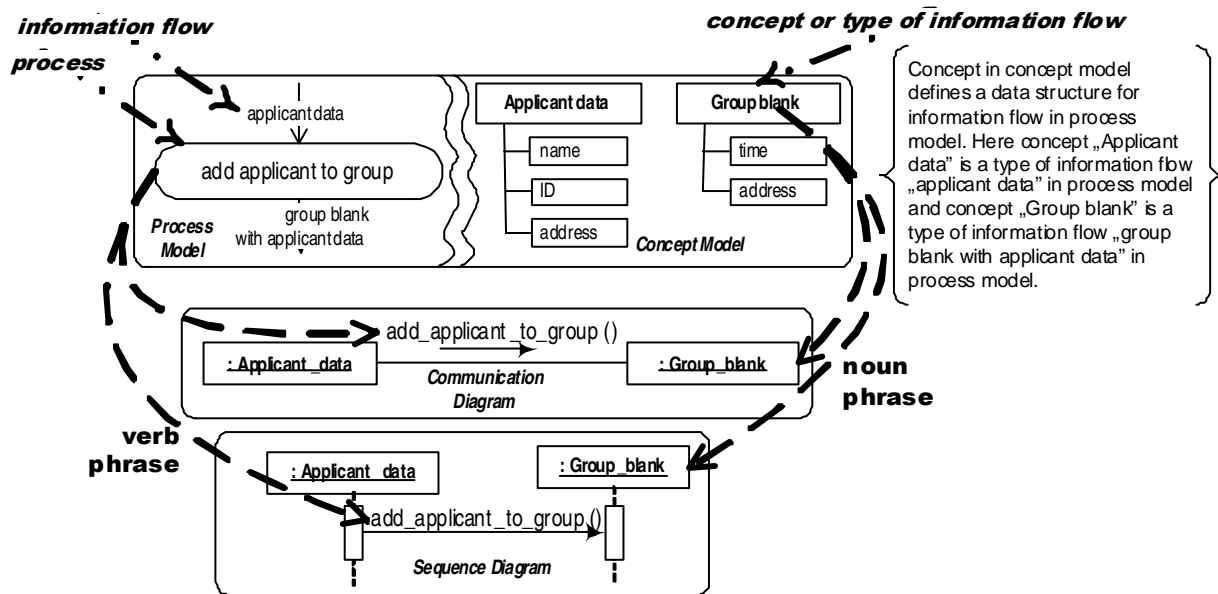 information flow
process
concept or type of information flow
applicant data
add applicant to group
group blank
with applicant data
Process
Model
Applicant data
name
ID
address
Group blank
time
address
Concept Model
Concept in concept model
defines a data structure for
information flow in process
model. Here concept „Applicant
data” is a type of information flow
„applicant data” in process model
and concept „Group blank” is a
type of information flow „group
blank with applicant data” in
process model.
add_applicant_to_group ()
: Applicant_data
: Group_blank
Communication
Diagram
noun
phrase
verb
phrase
: Applicant_data
: Group_blank
add_applicant_to_group ()
Sequence Diagram